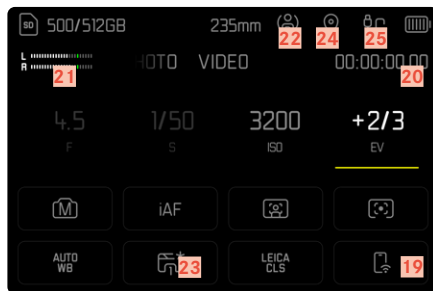 SD 500/512GB 235mm
22 24 25
L
R 21 HOTO VIDEO 00:00:00.00 20
4.5 1/50 3200 +2/3
F S ISO EV
M iAF
AUTO WB 23 LEICA CLS 19